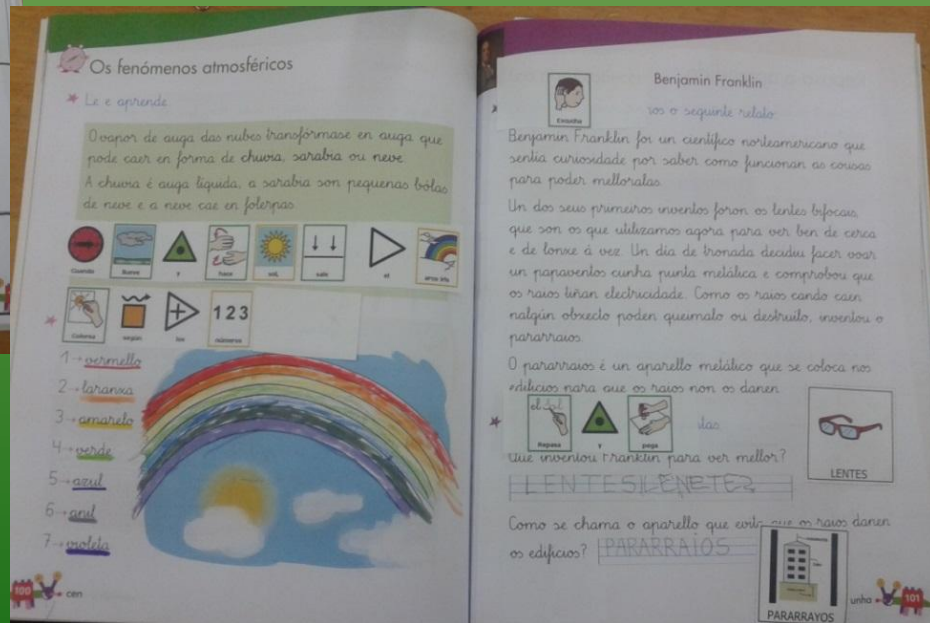 Os fenómenos atmosféricos
Le e aprende
O vapor de auga das nubes transfórmase en auga que
pode caer en forma de chuvia, sarabia ou neve.
A chuvia é auga líquida, a sarabia son pequenas bólas
de neve e a neve cae en folerpas.
Cuando llueve y hace sol, sale el arco iris
Colorea según los números
1 2 3
1 → vermello
2 → laranxa
3 → amarelo
4 → verde
5 → azul
6 → anil
7 → violeta
100 cen
Benjamin Franklin
Escucha
sos o seguinte relato.
Benjamin Franklin foi un científico norteamericano que
sentía curiosidade por saber como funcionan as cousas
para poder melloralas.
Un dos seus primeiros inventos foron os lentes bifocais,
que son os que utilizamos agora para ver ben de cerca
e de lonxe á vez. Un día de tronada decidiu facer voar
un papaventos cunha punta metálica e comprobou que
os raios tiñan electricidade. Como os raios cando caen
nalgún obxecto poden queimalo ou destruílo, inventou o
pararraios.
O pararraios é un aparello metálico que se coloca nos
edificios para que os raios non os danen.
Repasa y pega
itas.
Que inventou Franklin para ver mellor?
LENTES
LENTES
Como se chama o aparello que evita que os raios danen
os edificios? PARARRAIOS
PARARRAYOS
unha 101